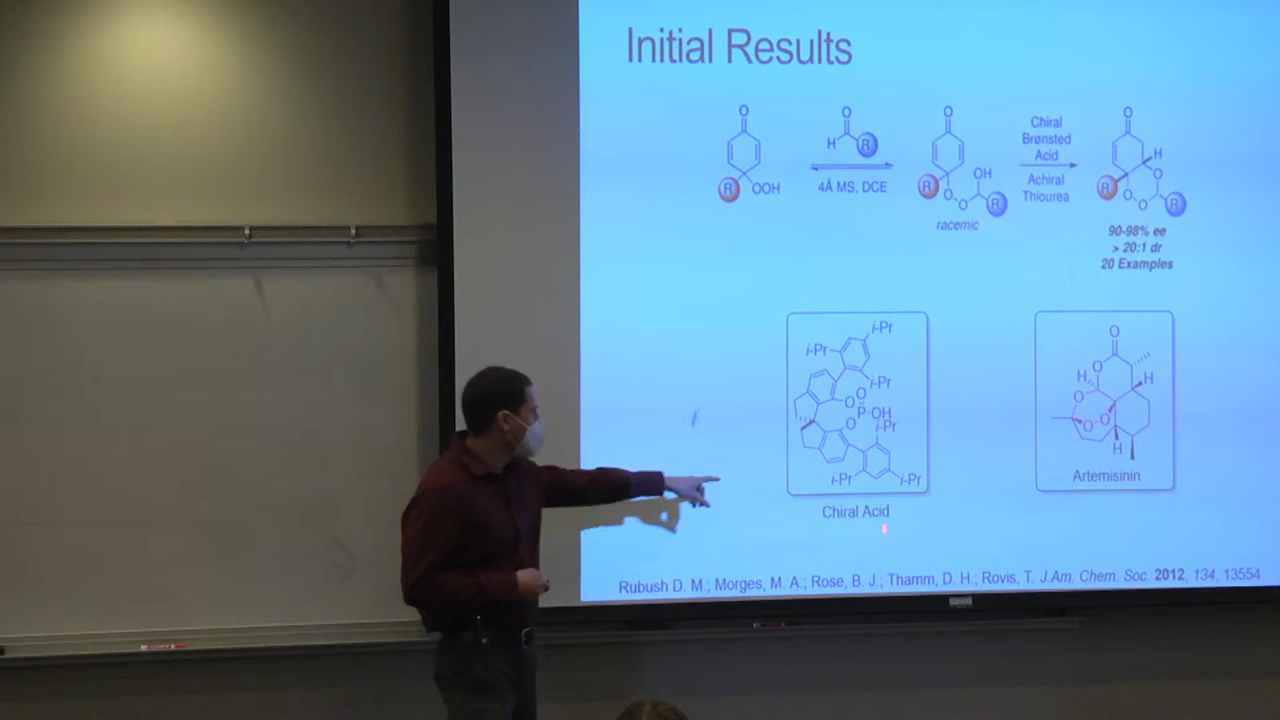 Initial Results
O
OOH
R
O
H
R
4Å MS, DCE
O
R
O
O
OH
R
racemic
Chiral
Brønsted
Acid
Achiral
Thiourea
O
H
R
O
O
O
R
90-98% ee
> 20:1 dr
20 Examples
i-Pr
i-Pr
i-Pr
O
O
P
OH
O
i-Pr
i-Pr
i-Pr
Chiral Acid
O
O
H
H
O
O
O
H
Artemisinin
Rubush D. M.; Morges, M. A.; Rose, B. J.; Thamm, D. H.; Rovis, T. J.Am. Chem. Soc. 2012, 134, 13554